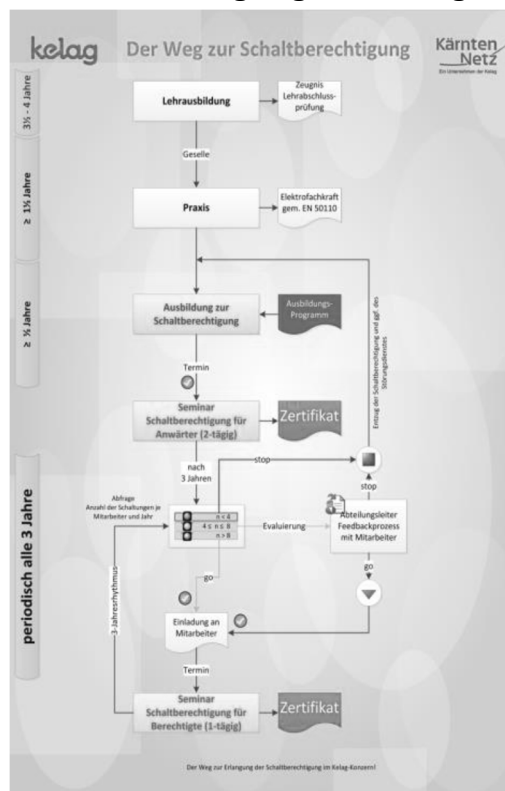 kelag
Der Weg zur Schaltberechtigung
Kärnten
Netz
Ein Unternehmen der Kelag
3½ - 4 Jahre
Lehrausbildung
Zeugnis
Lehrabschluss-
prüfung
Geselle
≥ 1½ Jahre
Praxis
Elektrofachkraft
gem. EN 50110
≥ ½ Jahre
Ausbildung zur
Schaltberechtigung
Ausbildungs-
Programm
Entzug der Schaltberechtigung und ggf. des
Störungsdienstes
Termin
Seminar
Schaltberechtigung für
Anwärter (2-tägig)
Zertifikat
nach
3 Jahren
stop
stop
periodisch alle 3 Jahre
Abfrage
Anzahl der Schaltungen je
Mitarbeiter und Jahr
n < 4
4 ≤ n ≤ 8
n > 8
Evaluierung
Abteilungsleiter
Feedbackprozess
mit Mitarbeiter
go
go
3-Jahresrhythmus
Einladung an
Mitarbeiter
Termin
Seminar
Schaltberechtigung für
Berechtigte (1-tägig)
Zertifikat
Der Weg zur Erlangung der Schaltberechtigung im Kelag-Konzern!